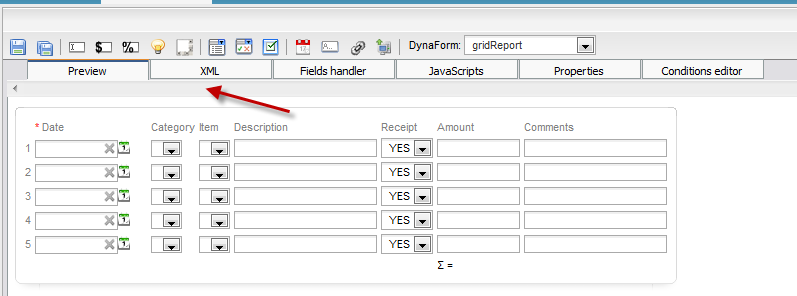 $ % DynaForm: gridReport
Preview XML Fields handler JavaScripts Properties Conditions editor
* Date Category Item Description Receipt Amount Comments
1 YES
2 YES
3 YES
4 YES
5 YES
Σ =